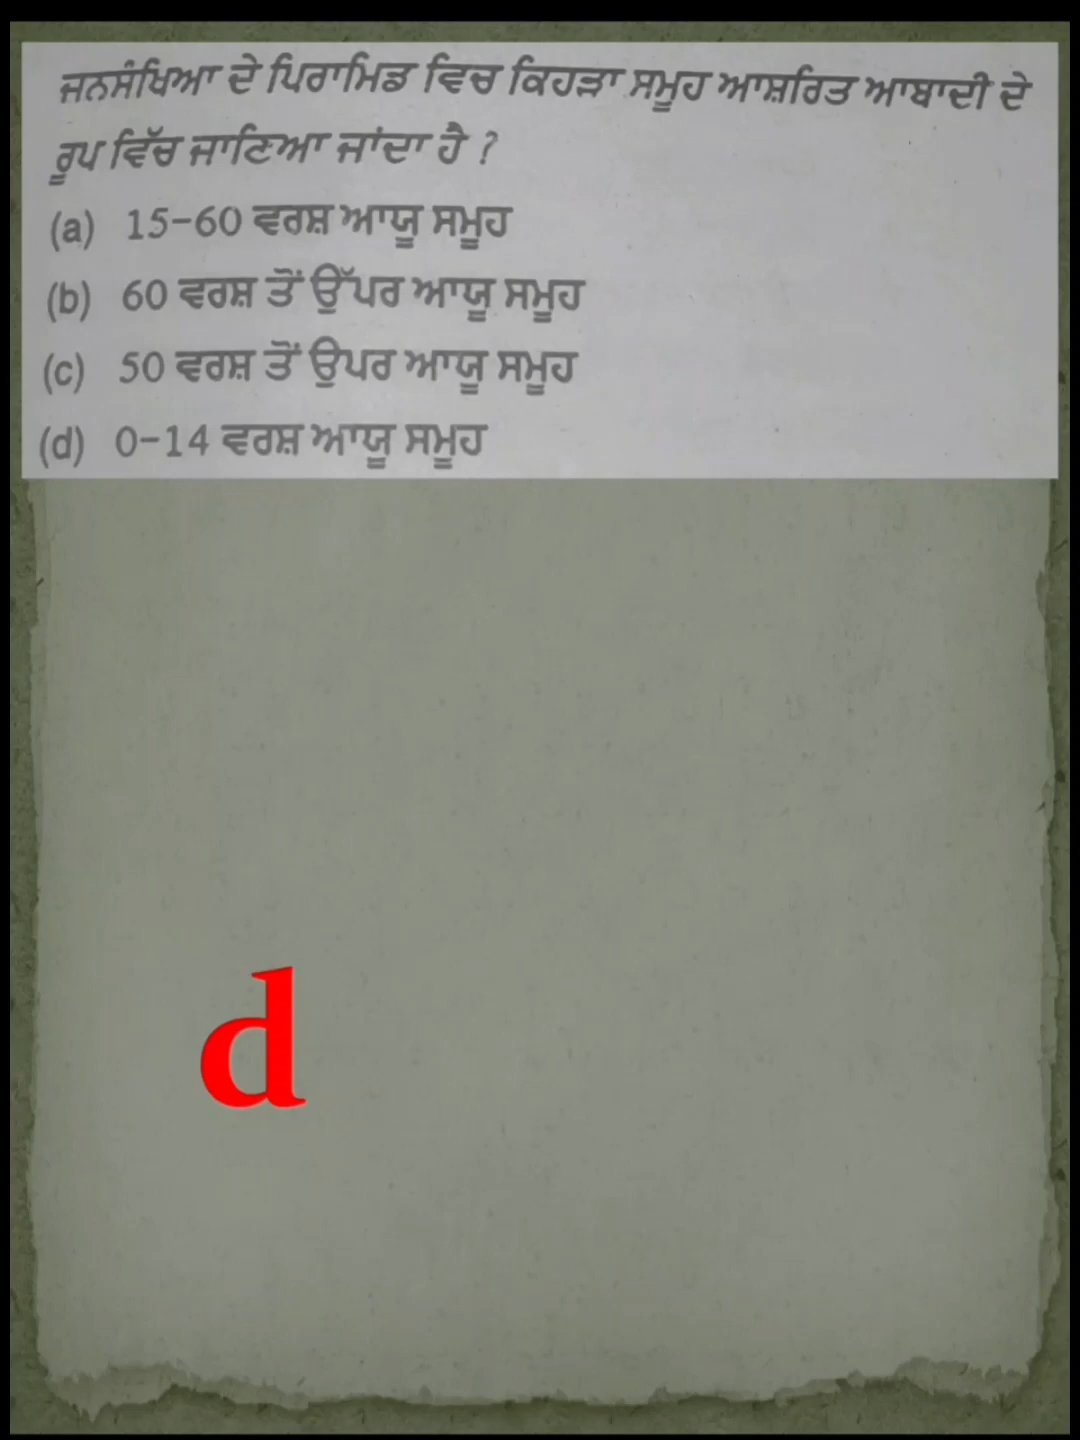 ਜਨਸੰਖਿਆ ਦੇ ਪਿਰਾਮਿਡ ਵਿਚ ਕਿਹੜਾ ਸਮੂਹ ਆਸ਼ਰਿਤ ਆਬਾਦੀ ਦੇ
ਰੂਪ ਵਿੱਚ ਜਾਣਿਆ ਜਾਂਦਾ ਹੈ ?
(a) 15-60 ਵਰਸ਼ ਆਯੂ ਸਮੂਹ
(b) 60 ਵਰਸ਼ ਤੋਂ ਉੱਪਰ ਆਯੂ ਸਮੂਹ
(c) 50 ਵਰਸ਼ ਤੋਂ ਉਪਰ ਆਯੂ ਸਮੂਹ
(d) 0-14 ਵਰਸ਼ ਆਯੂ ਸਮੂਹ
d